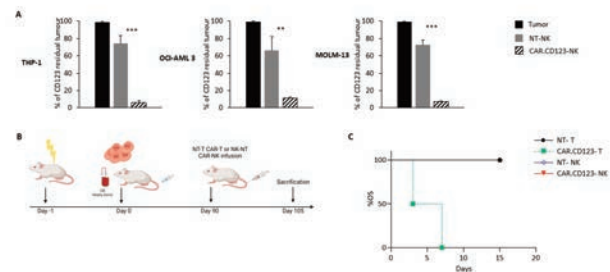 A
Tumor
NT-NK
CAR.CD123-NK
THP-1
% of CD123 residual tumour
100
80
60
40
20
0
***
OCI-AML 3
% of CD123 residual tumour
100
80
60
40
20
0
**
MOLM-13
% of CD123 residual tumour
100
80
60
40
20
0
***
B
NT-T CAR-T or NK-NT
CAR NK infusion
Sacrification
Day -1
Day 0
Day 90
Day 105
C
NT- T
CAR.CD123- T
NT- NK
CAR.CD123- NK
%OS
100
50
0
0
5
10
15
20
Days